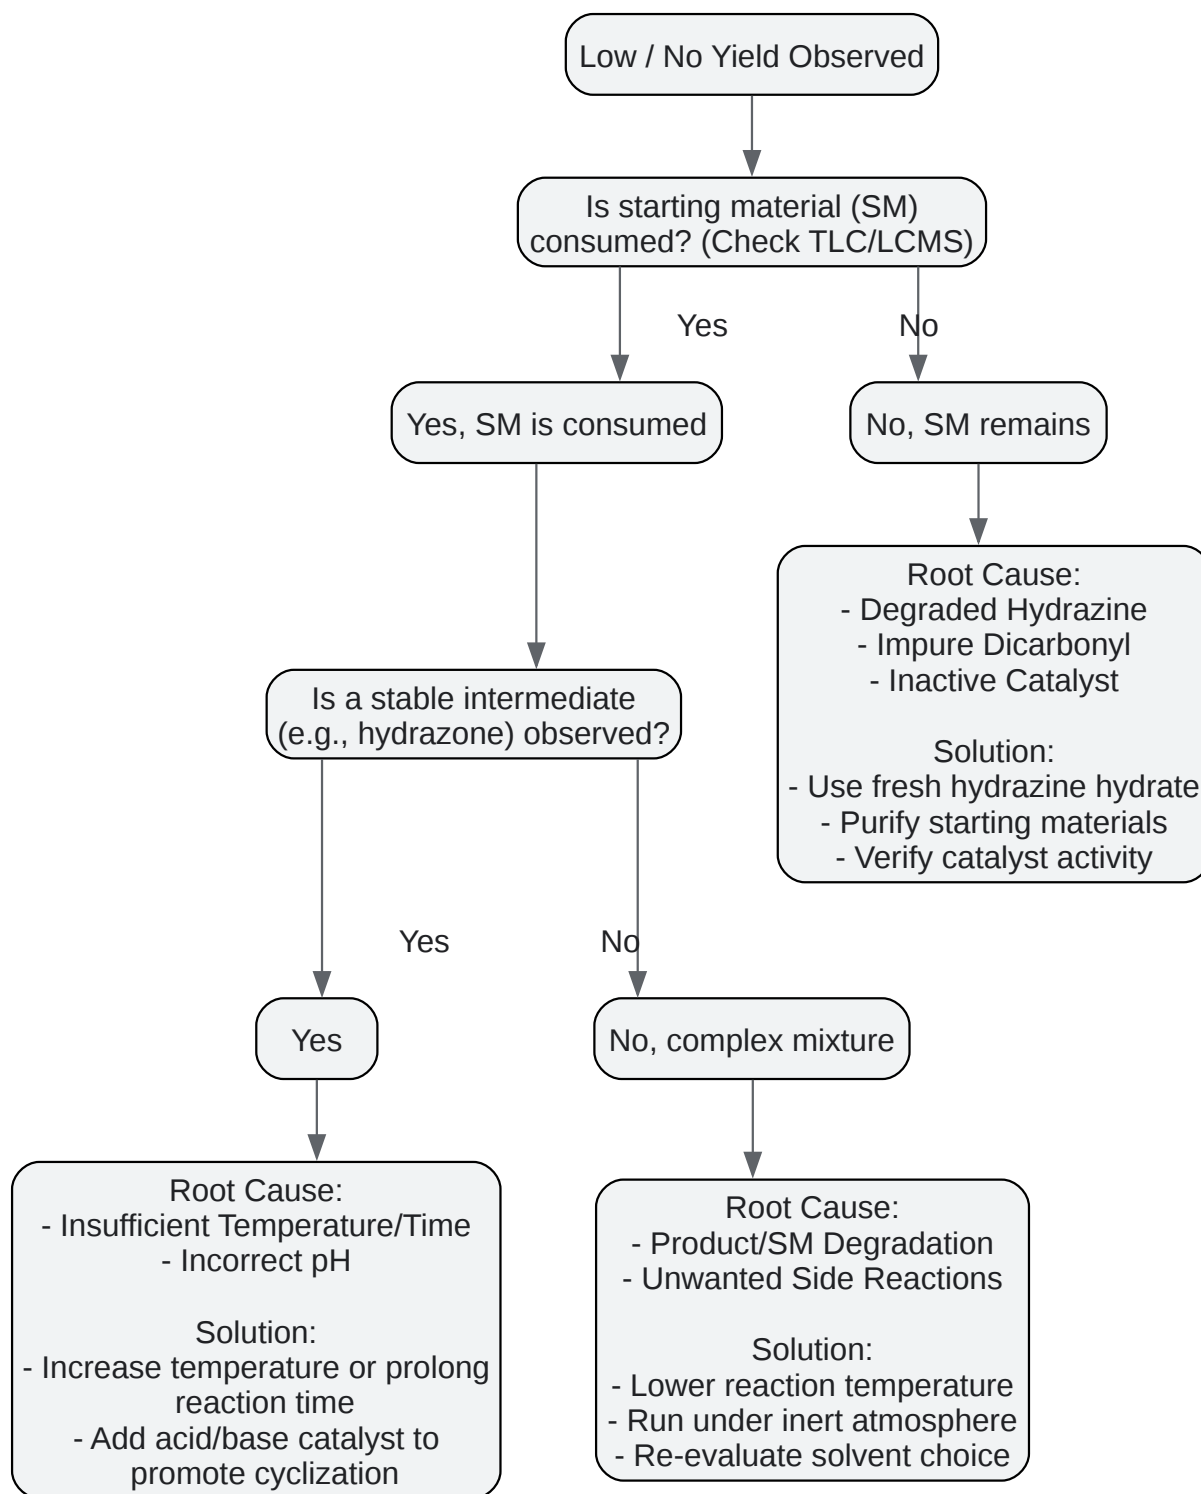 Low / No Yield Observed
Is starting material (SM)
consumed? (Check TLC/LCMS)
Yes
No
Yes, SM is consumed
No, SM remains
Root Cause:
- Degraded Hydrazine
- Impure Dicarbonyl
- Inactive Catalyst
Solution:
- Use fresh hydrazine hydrate
- Purify starting materials
- Verify catalyst activity
Is a stable intermediate
(e.g., hydrazone) observed?
Yes
No
Yes
No, complex mixture
Root Cause:
- Insufficient Temperature/Time
- Incorrect pH
Solution:
- Increase temperature or prolong
reaction time
- Add acid/base catalyst to
promote cyclization
Root Cause:
- Product/SM Degradation
- Unwanted Side Reactions
Solution:
- Lower reaction temperature
- Run under inert atmosphere
- Re-evaluate solvent choice